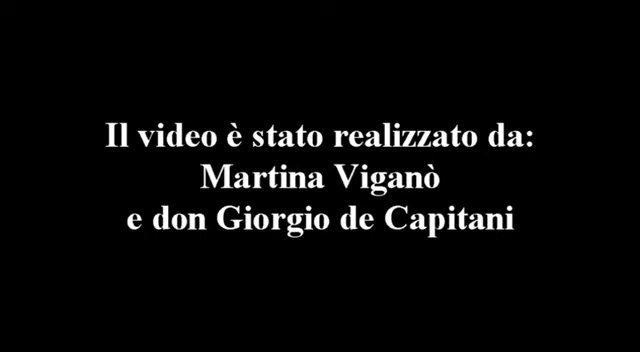 Il video è stato realizzato da:
Martina Viganò
e don Giorgio de Capitani